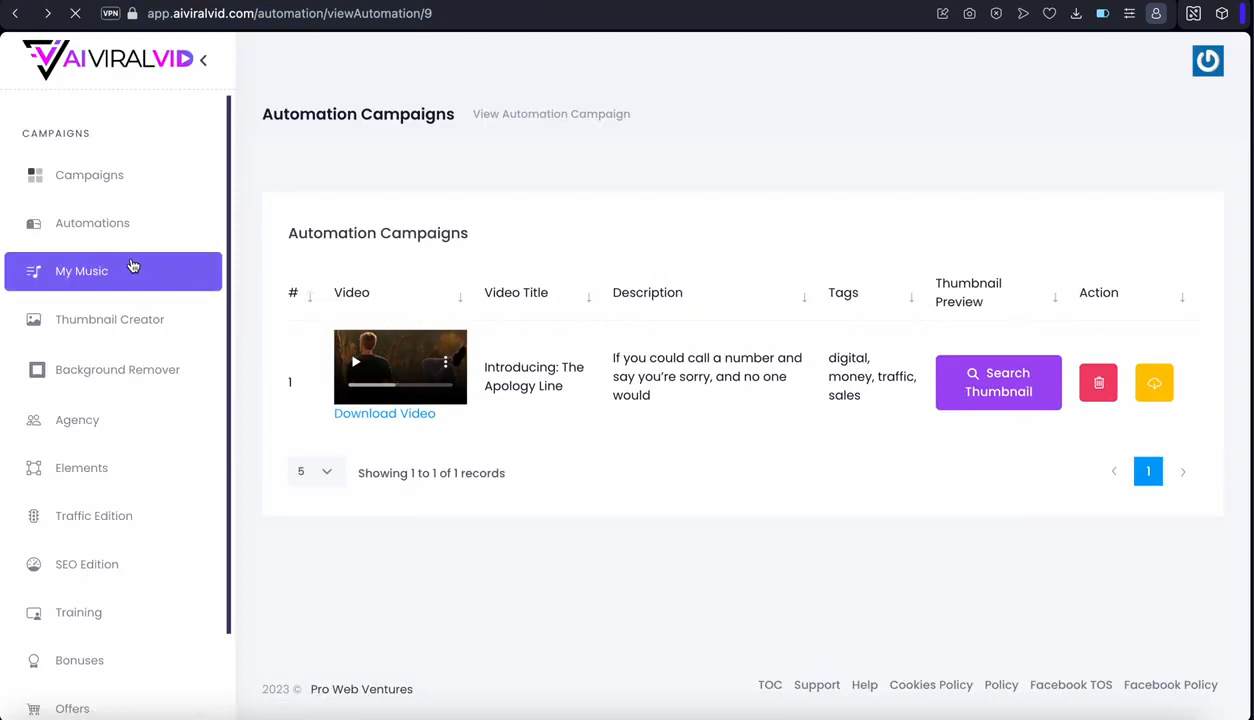 VPN
app.aiviralvid.com/automation/viewAutomation/9
AIVIRALVID
Automation Campaigns
View Automation Campaign
CAMPAIGNS
Campaigns
Automations
My Music
Thumbnail Creator
Background Remover
Agency
Elements
Traffic Edition
SEO Edition
Training
Bonuses
Offers
Automation Campaigns
#
Video
Video Title
Description
Tags
Thumbnail
Preview
Action
1
Download Video
Introducing: The
Apology Line
If you could call a number and
say you're sorry, and no one
would
digital,
money, traffic,
sales
Search
Thumbnail
5
Showing 1 to 1 of 1 records
1
2023 ©
Pro Web Ventures
TOC
Support
Help
Cookies Policy
Policy
Facebook TOS
Facebook Policy